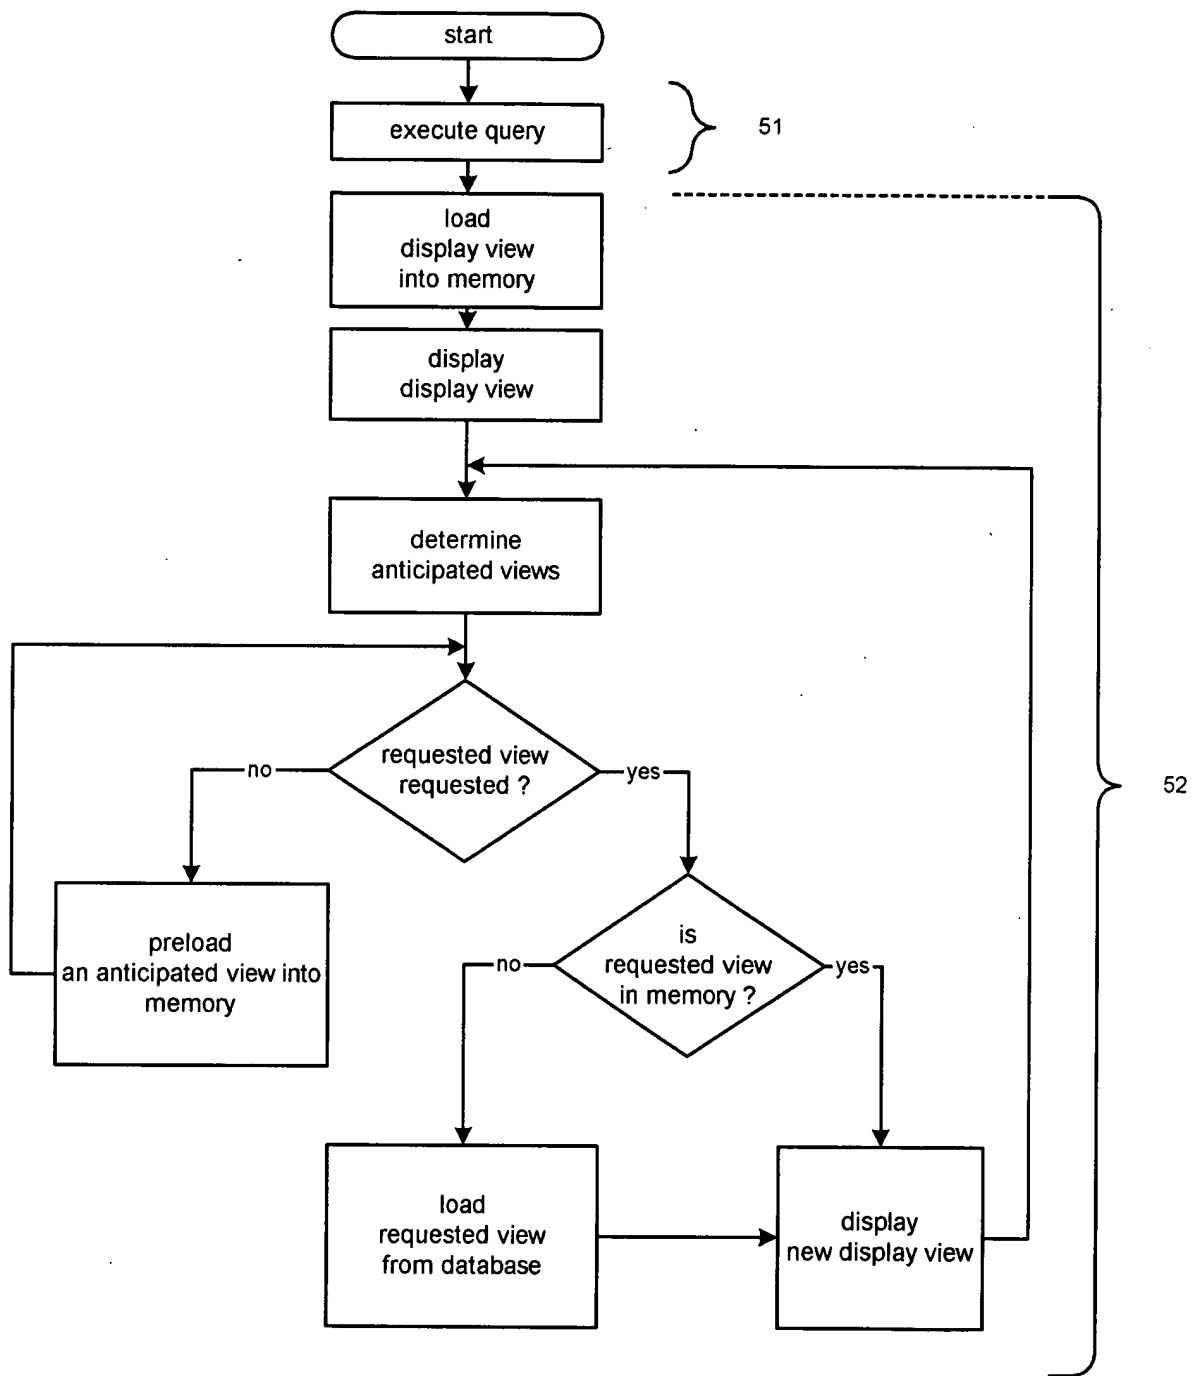 start
execute query
51
load
display view
into memory
display
display view
determine
anticipated views
requested view
requested ?
no
yes
52
preload
an anticipated view into
memory
is
requested view
in memory ?
no
yes
load
requested view
from database
display
new display view